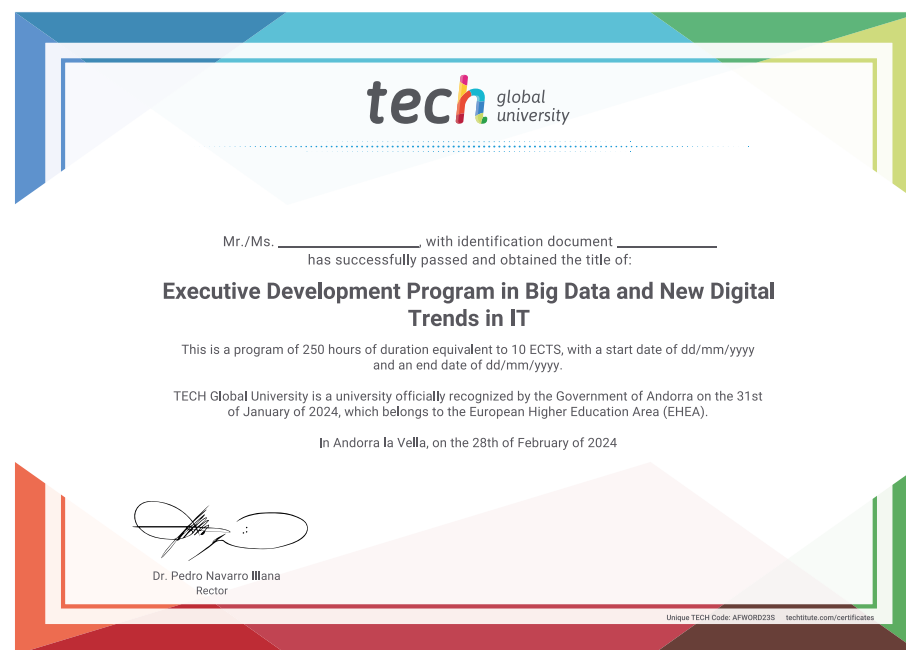 tech global
university
Mr./Ms. ____________, with identification document ____________
has successfully passed and obtained the title of:
Executive Development Program in Big Data and New Digital
Trends in IT
This is a program of 250 hours of duration equivalent to 10 ECTS, with a start date of dd/mm/yyyy
and an end date of dd/mm/yyyy.
TECH Global University is a university officially recognized by the Government of Andorra on the 31st
of January of 2024, which belongs to the European Higher Education Area (EHEA).
In Andorra la Vella, on the 28th of February of 2024
Dr. Pedro Navarro Illana
Rector
Unique TECH Code: AFWORD23S techtitute.com/certificates